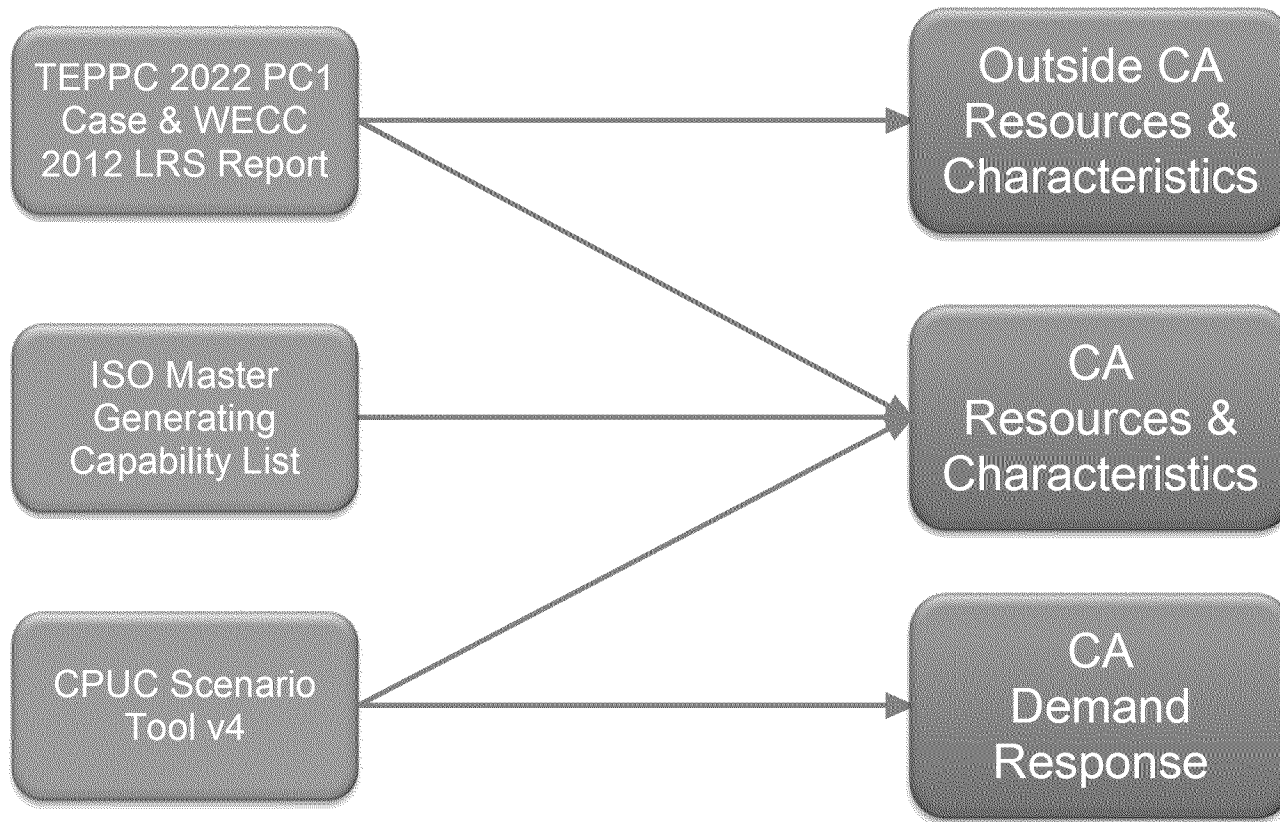 TEPPC 2022 PC1
Case & WECC
2012 LRS Report
Outside CA
Resources &
Characteristics
ISO Master
Generating
Capability List
CA
Resources &
Characteristics
CPUC Scenario
Tool v4
CA
Demand
Response